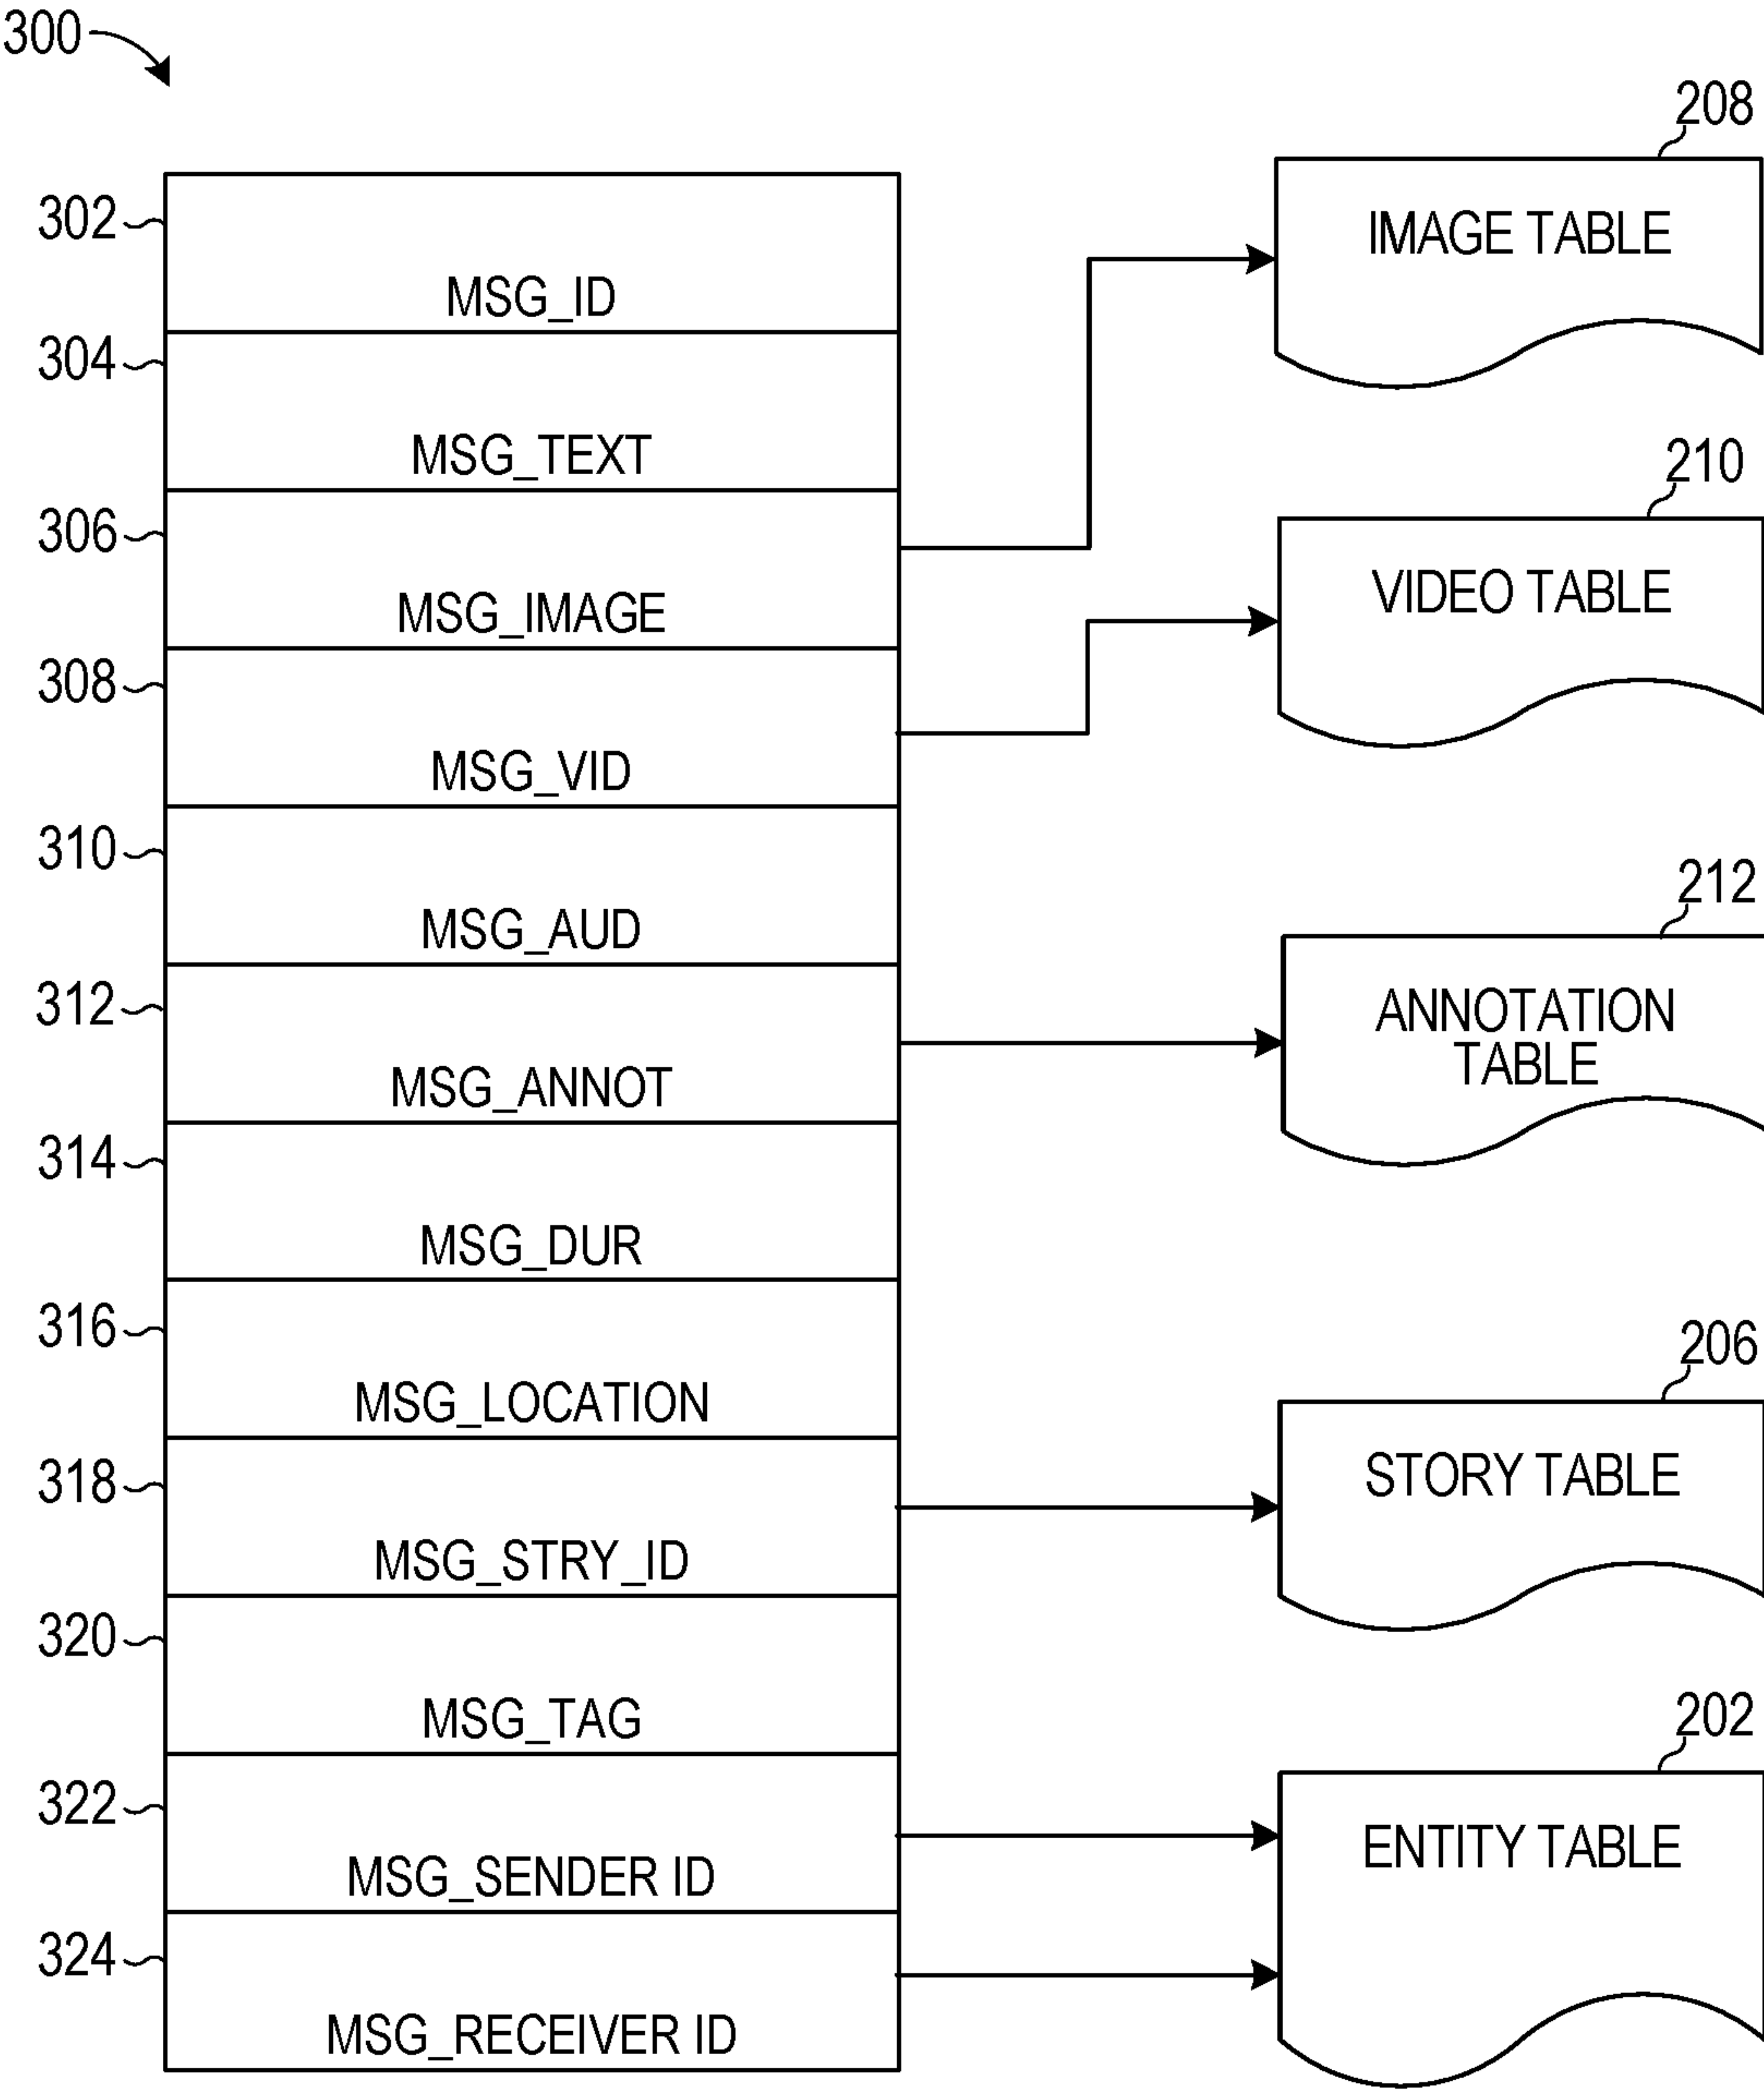 300
302
MSG_ID
304
MSG_TEXT
306
MSG_IMAGE
308
MSG_VID
310
MSG_AUD
312
MSG_ANNOT
314
MSG_DUR
316
MSG_LOCATION
318
MSG_STRY_ID
320
MSG_TAG
322
MSG_SENDER ID
324
MSG_RECEIVER ID
208
IMAGE TABLE
210
VIDEO TABLE
212
ANNOTATION
TABLE
206
STORY TABLE
202
ENTITY TABLE